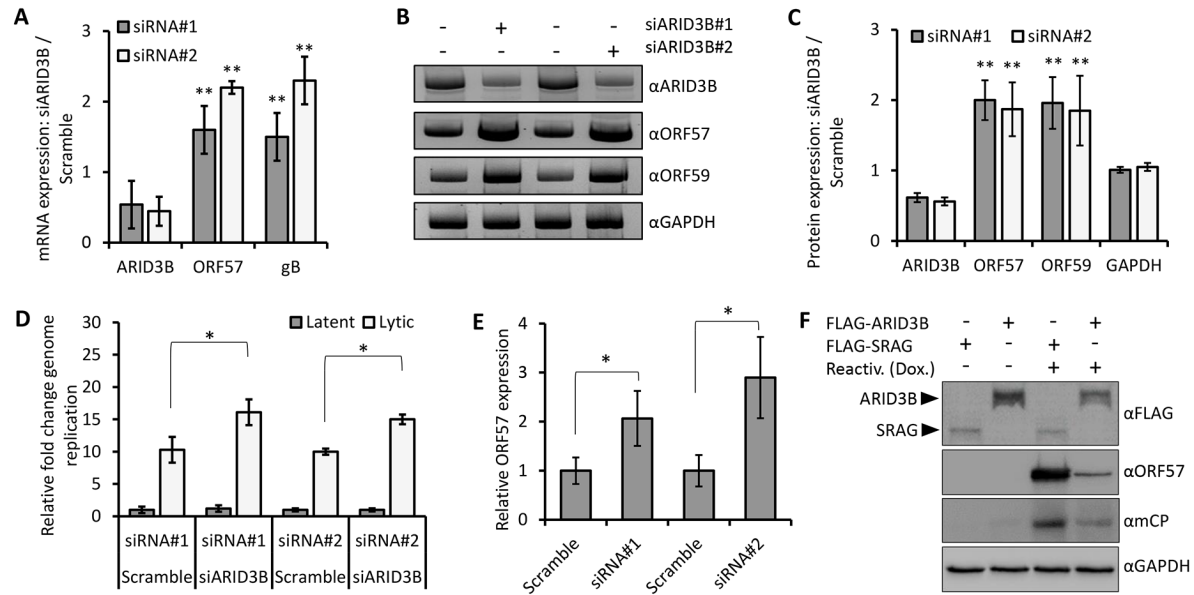 A
mRNA expression: siARID3B /
Scramble
3
2
1
0
siRNA#1
siRNA#2
** ** ** **
ARID3B ORF57 gB
B
- + - - siARID3B#1
- - - + siARID3B#2
αARID3B
αORF57
αORF59
αGAPDH
C
Protein expression: siARID3B /
Scramble
3
2
1
0
siRNA#1 siRNA#2
** ** ** **
ARID3B ORF57 ORF59 GAPDH
D
Relative fold change genome
replication
30
25
20
15
10
5
0
Latent Lytic
* *
siRNA#1 siRNA#1 siRNA#2 siRNA#2
Scramble siARID3B Scramble siARID3B
E
Relative ORF57 expression
4
3
2
1
0
* *
Scramble siRNA#1 Scramble siRNA#2
F
FLAG-ARID3B - + - +
FLAG-SRAG + - + -
Reactiv. (Dox.) - - + +
ARID3B
SRAG
αFLAG
αORF57
αmCP
αGAPDH